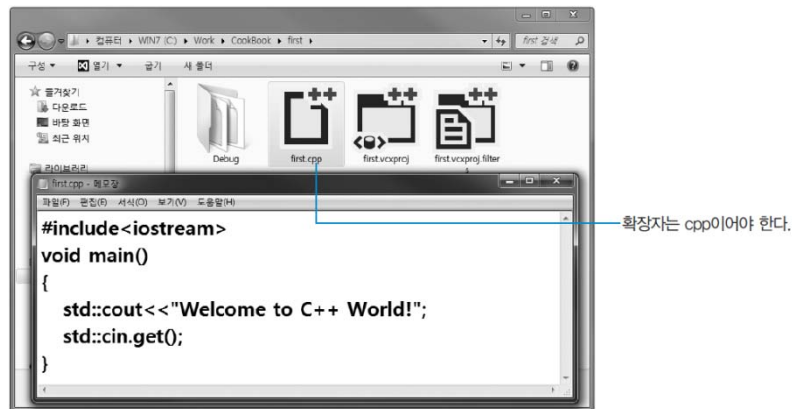 컴퓨터 ▸ WIN7 (C:) ▸ Work ▸ CookBook ▸ first ▸
first 검색
구성 ▼ 열기 ▼ 굽기 새 폴더
즐겨찾기
다운로드
바탕 화면
최근 위치
라이브러리
Debug
first.cpp
first.vcxproj
first.vcxproj.filter
s
first.cpp - 메모장
파일(F) 편집(E) 서식(O) 보기(V) 도움말(H)
#include<iostream>
void main()
{
std::cout<<"Welcome to C++ World!";
std::cin.get();
}
확장자는 cpp이어야 한다.